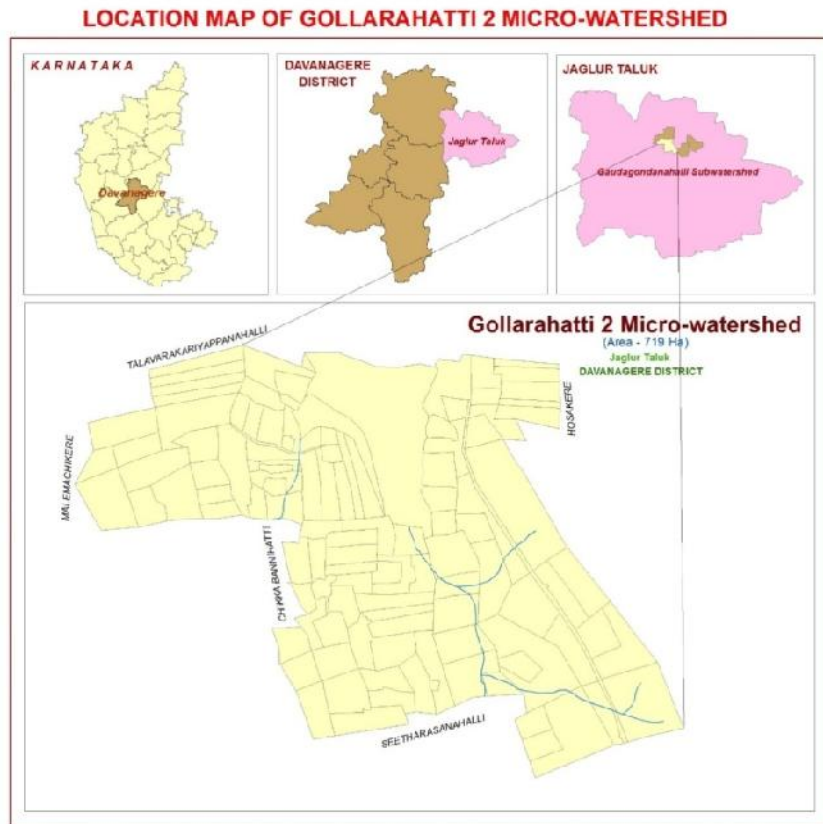 LOCATION MAP OF GOLLARAHATTI 2 MICRO-WATERSHED
KARNATAKA
Davanagere
DAVANAGERE
DISTRICT
Jaglur Taluk
JAGLUR TALUK
Gaudagondanahalli Subwatershed
Gollarahatti 2 Micro-watershed
(Area - 719 Ha)
Jaglur Taluk
DAVANAGERE DISTRICT
TALAVARAKARIYAPPANAHALLI
HOSAKERE
MALEMACHIKERE
CHIKKA BANNIHATTI
SEETHARASANAHALLI